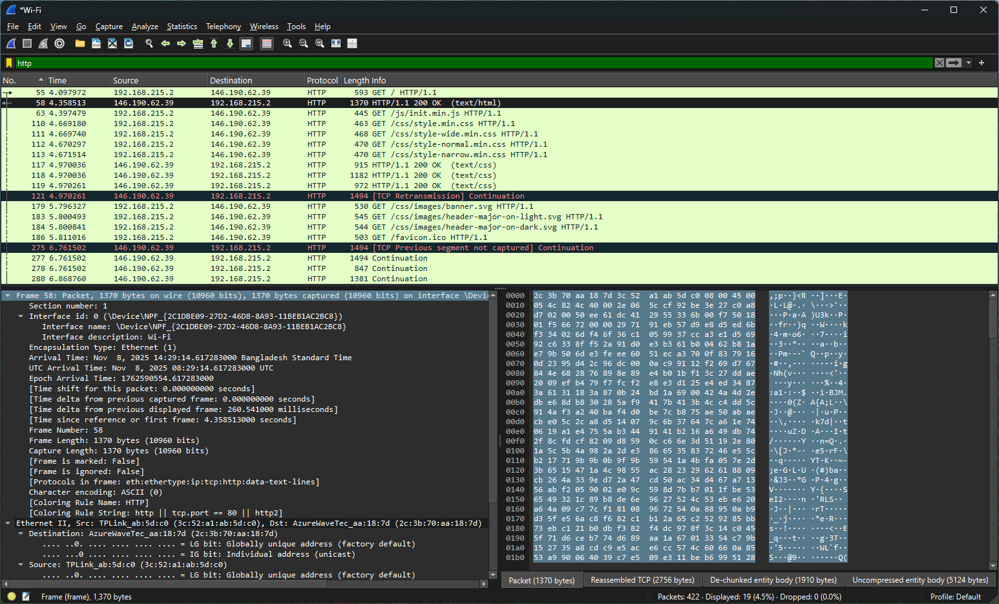 *Wi-Fi
File Edit View Go Capture Analyze Statistics Telephony Wireless Tools Help
http
No. Time Source Destination Protocol Length Info
55 4.097972 192.168.215.2 146.190.62.39 HTTP 593 GET / HTTP/1.1
58 4.358513 146.190.62.39 192.168.215.2 HTTP 1370 HTTP/1.1 200 OK (text/html)
63 4.397479 192.168.215.2 146.190.62.39 HTTP 445 GET /js/init.min.js HTTP/1.1
110 4.669180 192.168.215.2 146.190.62.39 HTTP 463 GET /css/style.min.css HTTP/1.1
111 4.669740 192.168.215.2 146.190.62.39 HTTP 468 GET /css/style-wide.min.css HTTP/1.1
112 4.670297 192.168.215.2 146.190.62.39 HTTP 470 GET /css/style-normal.min.css HTTP/1.1
113 4.671514 192.168.215.2 146.190.62.39 HTTP 470 GET /css/style-narrow.min.css HTTP/1.1
117 4.970036 146.190.62.39 192.168.215.2 HTTP 915 HTTP/1.1 200 OK (text/css)
118 4.970036 146.190.62.39 192.168.215.2 HTTP 1182 HTTP/1.1 200 OK (text/css)
119 4.970261 146.190.62.39 192.168.215.2 HTTP 972 HTTP/1.1 200 OK (text/css)
121 4.970261 146.190.62.39 192.168.215.2 HTTP 1494 [TCP Retransmission] Continuation
179 5.796327 192.168.215.2 146.190.62.39 HTTP 530 GET /css/images/banner.svg HTTP/1.1
183 5.800493 192.168.215.2 146.190.62.39 HTTP 545 GET /css/images/header-major-on-light.svg HTTP/1.1
184 5.800841 192.168.215.2 146.190.62.39 HTTP 544 GET /css/images/header-major-on-dark.svg HTTP/1.1
186 5.811016 192.168.215.2 146.190.62.39 HTTP 503 GET /favicon.ico HTTP/1.1
275 6.761502 146.190.62.39 192.168.215.2 HTTP 1494 [TCP Previous segment not captured] Continuation
277 6.761502 146.190.62.39 192.168.215.2 HTTP 1494 Continuation
278 6.761502 146.190.62.39 192.168.215.2 HTTP 847 Continuation
288 6.868760 146.190.62.39 192.168.215.2 HTTP 1381 Continuation
Frame 58: Packet, 1370 bytes on wire (10960 bits), 1370 bytes captured (10960 bits) on interface \Devic
Section number: 1
Interface id: 0 (\Device\NPF_{2C1DBE09-27D2-46D8-8A93-11BEB1AC2BC8})
Interface name: \Device\NPF_{2C1DBE09-27D2-46D8-8A93-11BEB1AC2BC8}
Interface description: Wi-Fi
Encapsulation type: Ethernet (1)
Arrival Time: Nov 8, 2025 14:29:14.617283000 Bangladesh Standard Time
UTC Arrival Time: Nov 8, 2025 08:29:14.617283000 UTC
Epoch Arrival Time: 1762590554.617283000
[Time shift for this packet: 0.000000000 seconds]
[Time delta from previous captured frame: 0.000000000 seconds]
[Time delta from previous displayed frame: 260.541000 milliseconds]
[Time since reference or first frame: 4.358513000 seconds]
Frame Number: 58
Frame Length: 1370 bytes (10960 bits)
Capture Length: 1370 bytes (10960 bits)
[Frame is marked: False]
[Frame is ignored: False]
[Protocols in frame: eth:ethertype:ip:tcp:http:data-text-lines]
Character encoding: ASCII (0)
[Coloring Rule Name: HTTP]
[Coloring Rule String: http || tcp.port == 80 || http2]
Ethernet II, Src: TPLink_ab:5d:c0 (3c:52:a1:ab:5d:c0), Dst: AzureWaveTec_aa:18:7d (2c:3b:70:aa:18:7d)
Destination: AzureWaveTec_aa:18:7d (2c:3b:70:aa:18:7d)
.... ..0. .... .... .... .... = LG bit: Globally unique address (factory default)
.... ...0 .... .... .... .... = IG bit: Individual address (unicast)
Source: TPLink_ab:5d:c0 (3c:52:a1:ab:5d:c0)
.... ..0. .... .... .... .... = LG bit: Globally unique address (factory default)
0000 2c 3b 70 aa 18 7d 3c 52 a1 ab 5d c0 08 00 45 00
0010 05 4c 82 4c 40 00 2e 06 5c cf 92 be 3e 27 c0 a8
0020 d7 02 00 50 ee 61 dc 41 29 55 33 6b 00 f7 50 18
0030 01 f5 66 72 00 00 29 71 91 eb 57 d9 e8 d5 ed 6b
0040 f3 34 02 6d f4 6f 36 c1 05 99 37 cc a3 e1 d5 69
0050 92 c6 33 8f f5 2a 91 d0 e3 b3 61 b0 04 62 b8 1a
0060 e7 9b 50 6d e3 fe ee 60 51 ec a3 70 0f 83 79 16
0070 0d 23 95 d4 2c 96 dc 00 0a c9 91 12 f2 69 d7 67
0080 84 4e 68 28 76 89 8e 89 e4 b0 1b f1 3c 27 dd ae
0090 20 09 ef b4 79 f7 fc f2 e8 e3 d1 25 e4 ed 34 87
00a0 3a 61 31 18 3a 87 0b 24 bd 1a 69 00 42 4a 4d 2e
00b0 db e6 8d b8 30 28 5a f9 41 7b 41 3b 4c c4 dd 5c
00c0 91 4a f3 a2 40 ba f4 d0 be 7c b8 75 ae 50 ab ae
00d0 cb e0 5c 2c a8 d5 14 07 9c 6b 37 64 7c a6 1e 74
00e0 06 19 a1 e4 75 5a b3 44 91 41 b2 16 a6 49 db 74
00f0 2f 8c fd cf 82 09 d8 59 0c c6 6e 3d 51 19 2e 80
0100 1a 5c 5b 4a 98 2a 2d e3 86 65 35 83 72 46 e5 5c
0110 b2 17 71 9b 9b 0b 9f 9b 59 54 1a 4b fa 05 7e 2d
0120 3b 65 15 47 1a 4c 98 55 ac 28 23 29 62 61 88 09
0130 cb 26 4a 33 9e d7 2a 47 cd 50 ac 34 d4 67 a7 13
0140 56 ab f2 05 90 02 e0 9c 59 8d 7b b7 01 1f be 53
0150 65 49 32 1c 89 b8 de 6e 96 27 52 4c 53 eb e6 20
0160 a6 4a 09 c7 7c f1 81 08 96 72 54 0a 88 95 0a b9
0170 d3 5f e5 6a c8 f6 82 c1 b1 2a 65 c2 52 92 85 bb
0180 73 eb c1 21 b0 db f3 82 f4 dc 97 8f 3c 14 c0 45
0190 5f 71 d6 ce b7 74 d6 89 aa 1a 67 01 33 54 c7 9b
01a0 15 27 35 a8 cd c9 e5 ac e6 cc 57 4c 60 66 0a 85
01b0 53 a9 90 06 40 39 c7 e5 09 e3 11 be b6 99 51 28
Packet (1370 bytes) Reassembled TCP (2756 bytes) De-chunked entity body (1910 bytes) Uncompressed entity body (5124 bytes)
Frame (frame), 1,370 bytes
Packets: 422 · Displayed: 19 (4.5%) · Dropped: 0 (0.0%)
Profile: Default